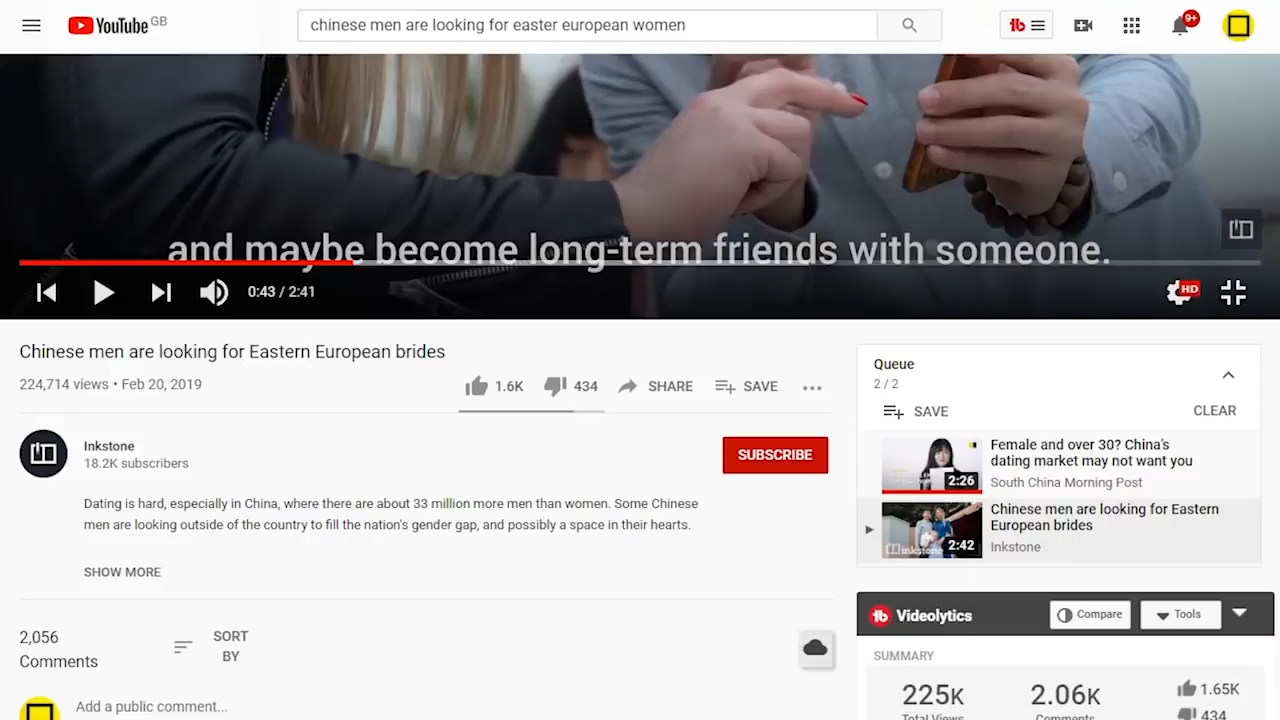 YouTube GB
chinese men are looking for easter european women
9+
and maybe become long-term friends with someone.
0:43 / 2:41
HD
Chinese men are looking for Eastern European brides
224,714 views • Feb 20, 2019
1.6K
434
SHARE
SAVE
Inkstone
18.2K subscribers
SUBSCRIBE
Dating is hard, especially in China, where there are about 33 million more men than women. Some Chinese
men are looking outside of the country to fill the nation's gender gap, and possibly a space in their hearts.
SHOW MORE
2,056
Comments
SORT
BY
Add a public comment...
Queue
2 / 2
SAVE
CLEAR
2:26
Female and over 30? China's
dating market may not want you
South China Morning Post
inkstone
2:42
Chinese men are looking for Eastern
European brides
Inkstone
Videolytics
Compare
Tools
SUMMARY
225K
Total Views
2.06K
Comments
1.65K
434